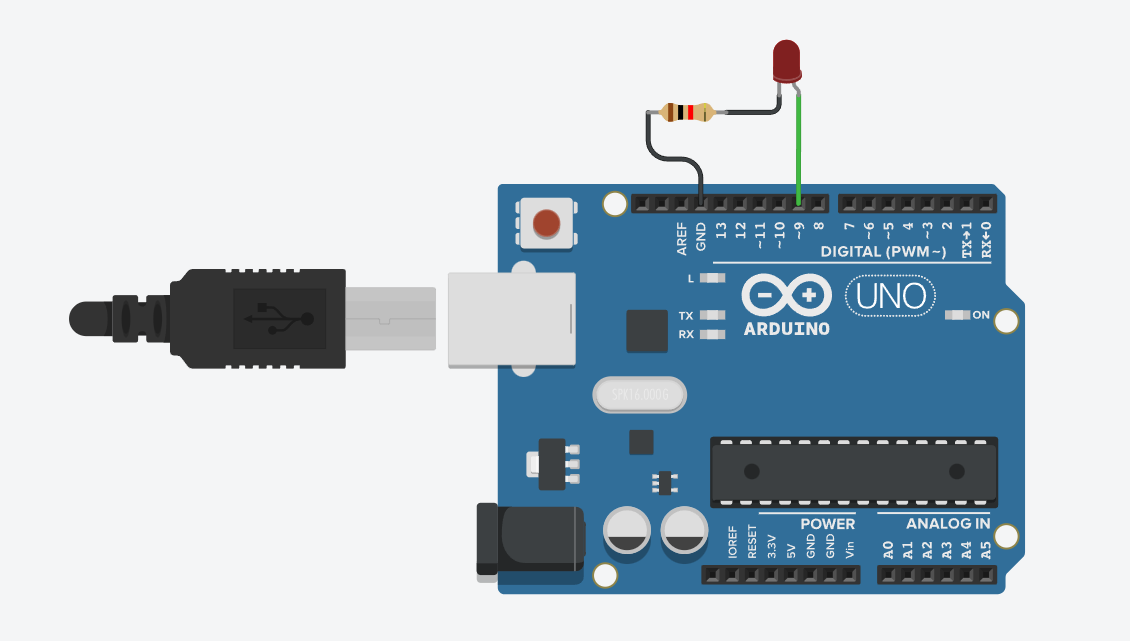 AREF
GND
13
12
~11
~10
~9
8
7
~6
~5
4
~3
2
TX→1
RX←0
DIGITAL (PWM~)
L
TX
RX
UNO
ARDUINO
ON
SPK16.000G
POWER
ANALOG IN
IOREF
RESET
3.3V
5V
GND
GND
Vin
A0
A1
A2
A3
A4
A5